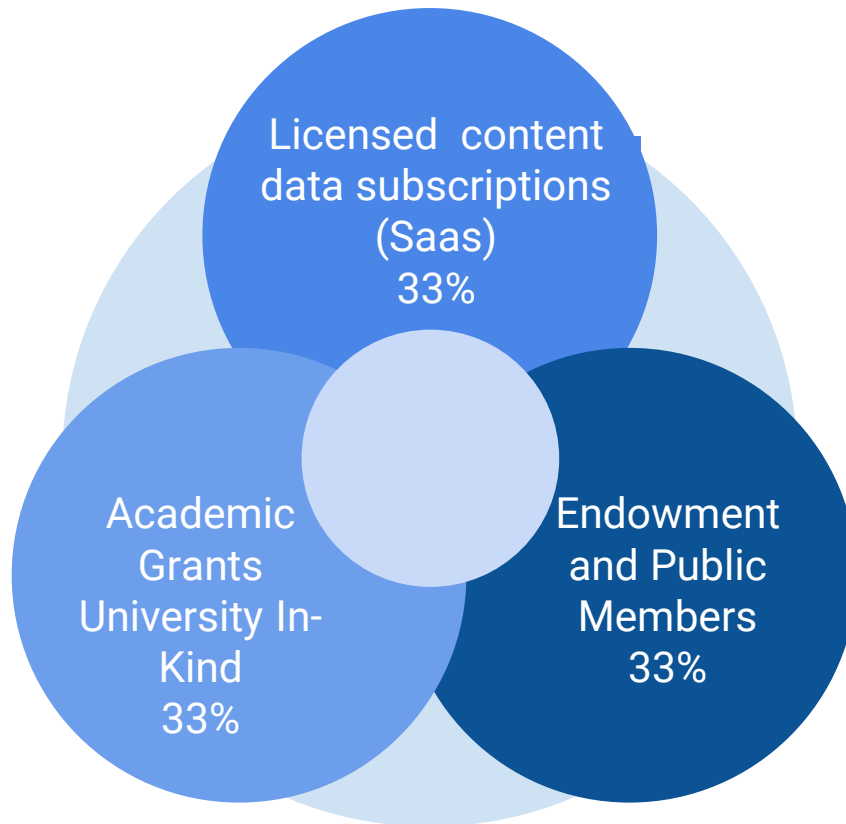 Licensed  content
data subscriptions
(Saas)
33%
Academic
Grants
University In-
Kind
33%
Endowment
and Public
Members
33%